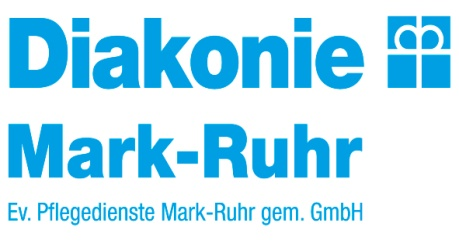 Diakonie
Mark-Ruhr
Ev. Pflegedienste Mark-Ruhr gem. GmbH